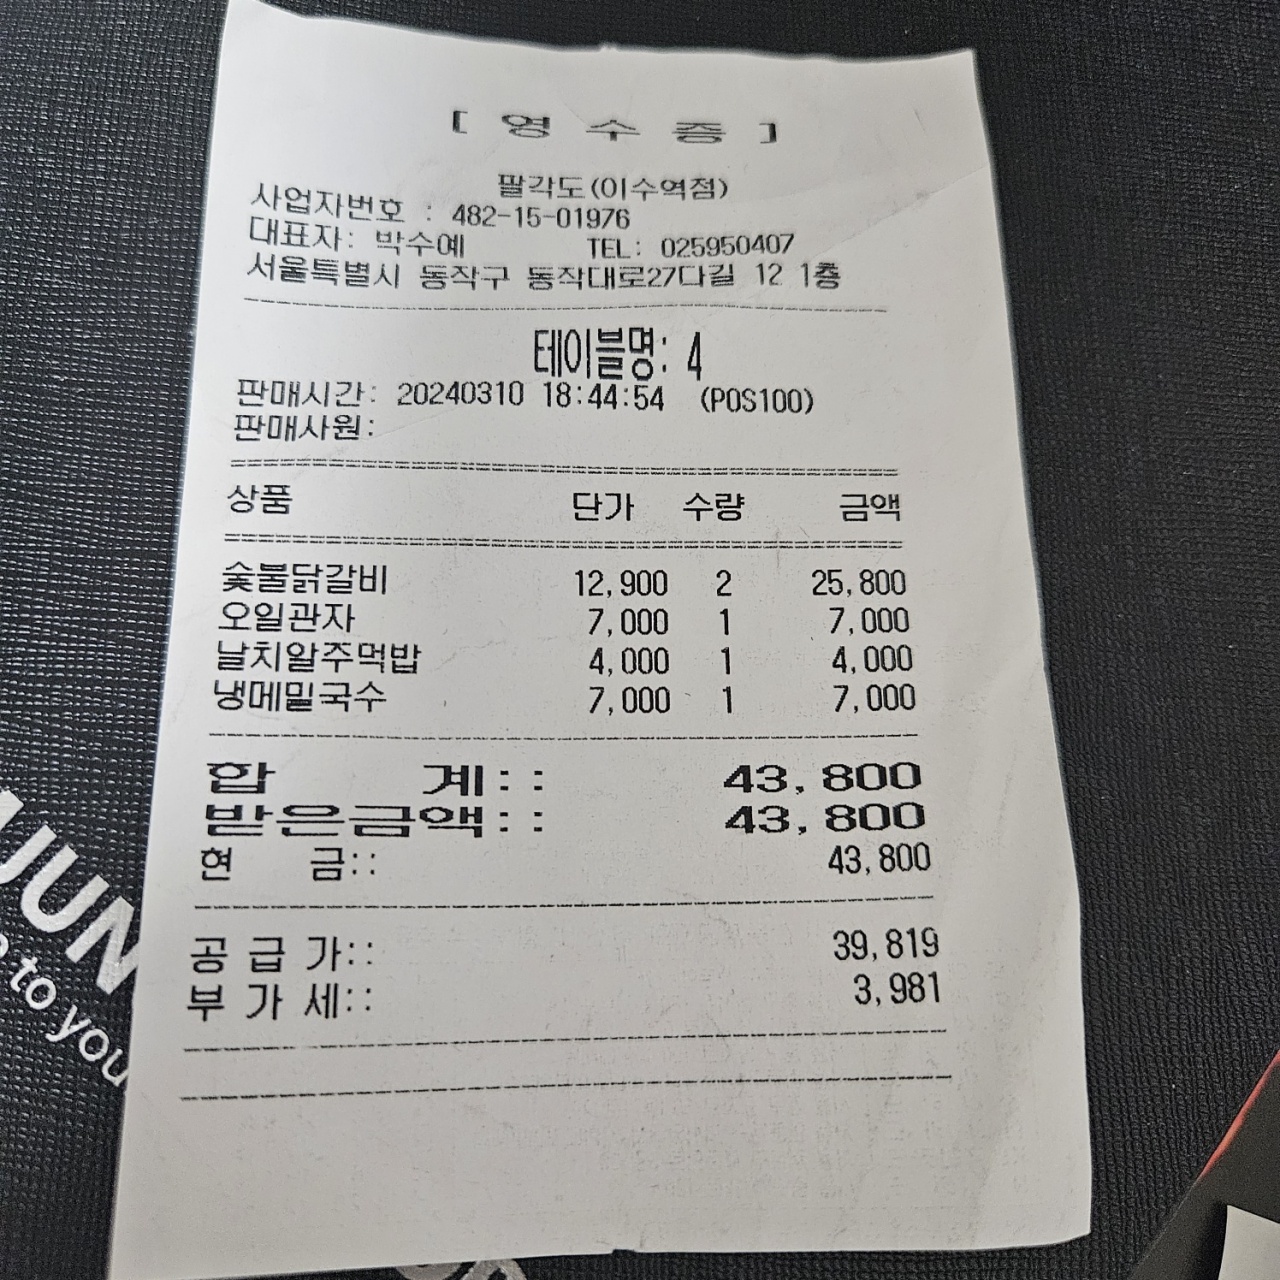 [ 영 수 증 ]
팔각도(이수역점)
사업자번호 : 482-15-01976
대표자: 박수예 TEL: 025950407
서울특별시 동작구 동작대로27다길 12 1층
테이블명: 4
판매시간: 20240310 18:44:54 (POS100)
판매사원:
상품 단가 수량 금액
숯불닭갈비 12,900 2 25,800
오일관자 7,000 1 7,000
날치알주먹밥 4,000 1 4,000
냉메밀국수 7,000 1 7,000
합 계:: 43,800
받은금액:: 43,800
현 금:: 43,800
공 급 가:: 39,819
부 가 세:: 3,981
JUN
to you